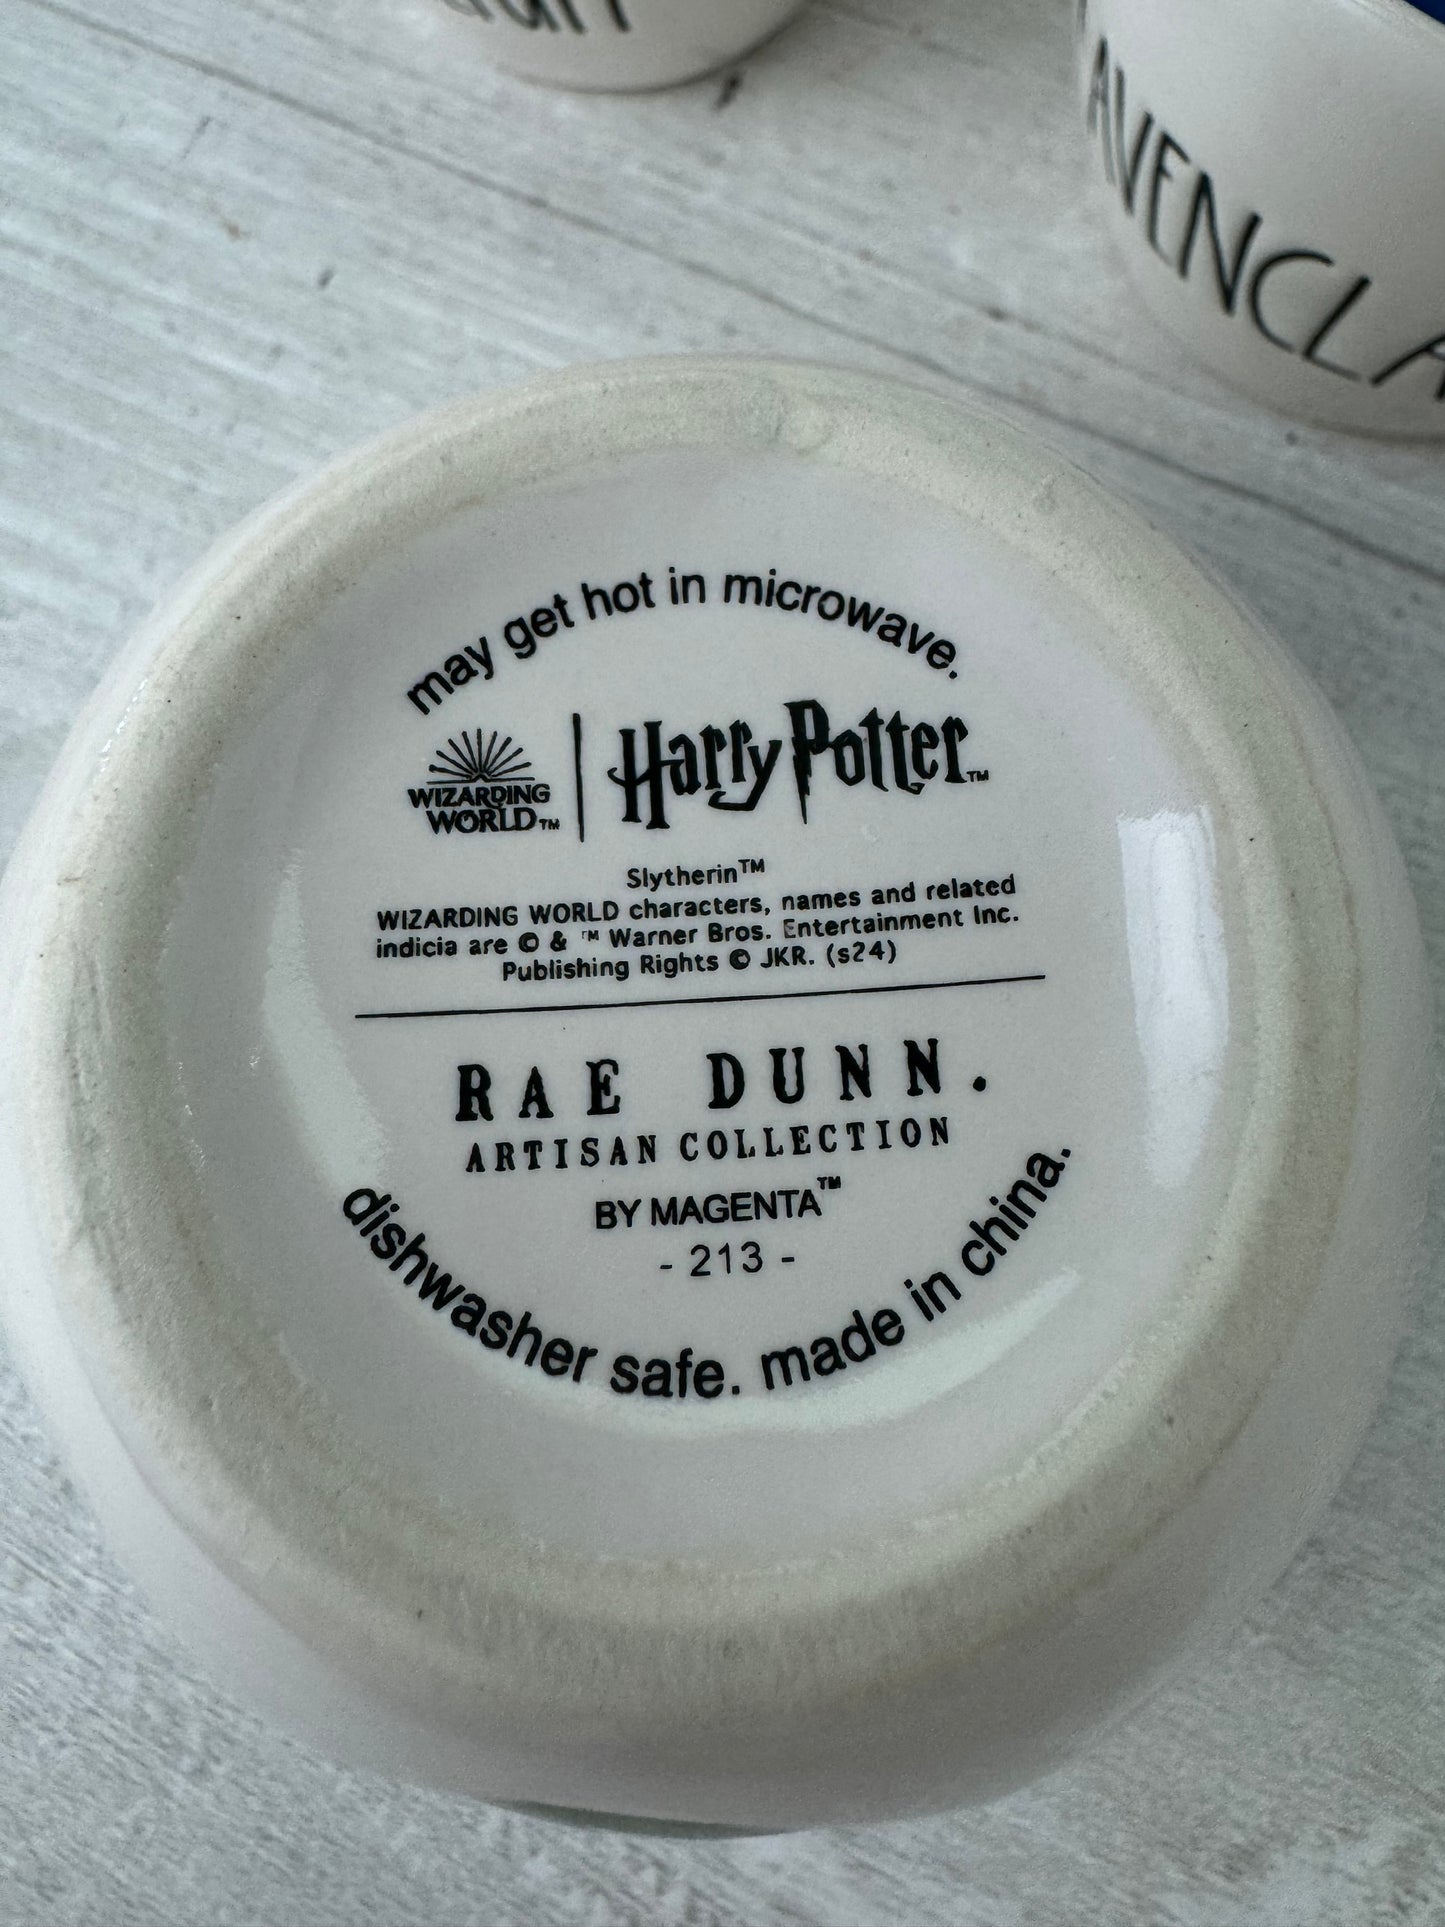 AVENCLA
may get hot in microwave.
WIZARDING
WORLD™
Harry Potter™
Slytherin™
WIZARDING WORLD characters, names and related
indicia are © & ™ Warner Bros. Entertainment Inc.
Publishing Rights © JKR. (s24)
RAE DUNN.
ARTISAN COLLECTION
BY MAGENTA™
- 213 -
dishwasher safe. made in china.